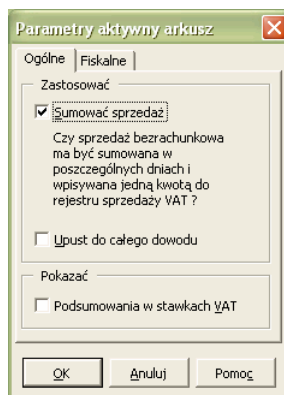 Parametry aktywny arkusz
Ogólne
Fiskalne
Zastosować
Sumować sprzedaż
Czy sprzedaż bezrachunkowa
ma być sumowana w
poszczególnych dniach i
wpisywana jedną kwotą do
rejestru sprzedaży VAT ?
Upust do całego dowodu
Pokazać
Podsumowania w stawkach VAT
OK
Anuluj
Pomoc